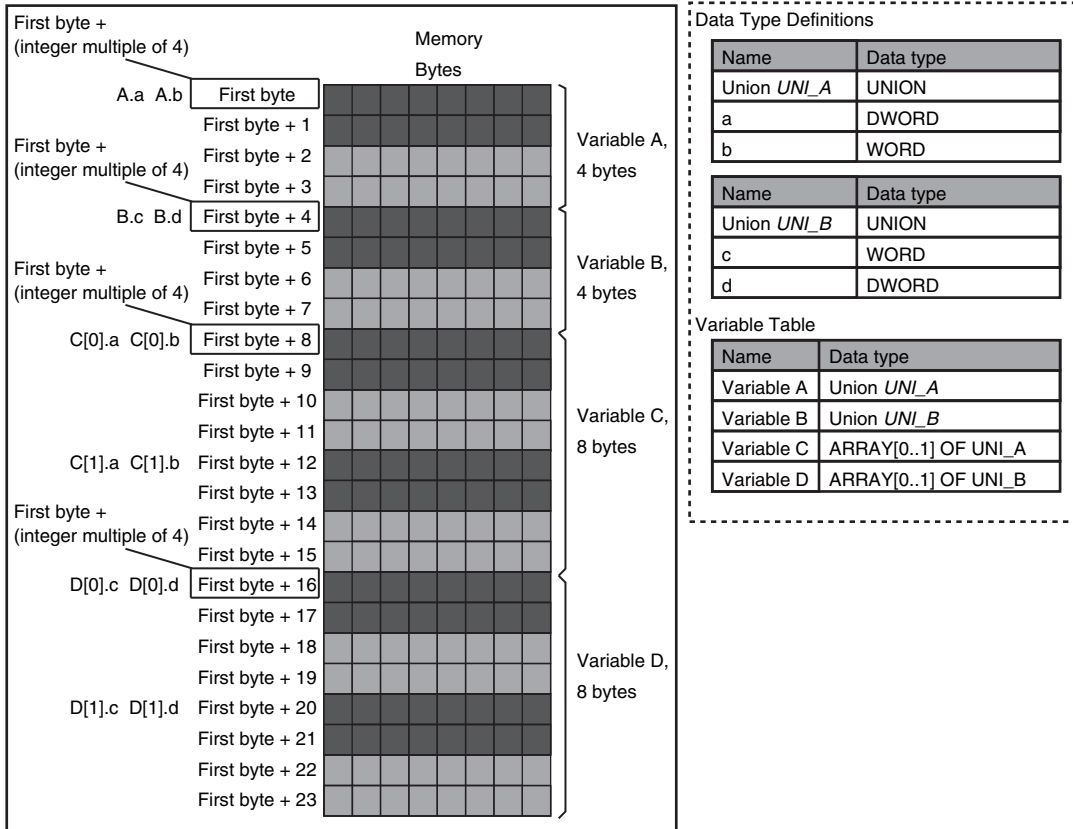 First byte +
(integer multiple of 4)
Memory
Bytes
A.a A.b First byte
First byte + 1
First byte +
(integer multiple of 4)
First byte + 2
First byte + 3
Variable A,
4 bytes
B.c B.d First byte + 4
First byte + 5
First byte +
(integer multiple of 4)
First byte + 6
First byte + 7
Variable B,
4 bytes
C[0].a C[0].b First byte + 8
First byte + 9
First byte + 10
First byte + 11
Variable C,
8 bytes
C[1].a C[1].b First byte + 12
First byte + 13
First byte +
(integer multiple of 4)
First byte + 14
First byte + 15
D[0].c D[0].d First byte + 16
First byte + 17
First byte + 18
First byte + 19
Variable D,
8 bytes
D[1].c D[1].d First byte + 20
First byte + 21
First byte + 22
First byte + 23
Data Type Definitions
Name Data type
Union UNI_A UNION
a DWORD
b WORD
Name Data type
Union UNI_B UNION
c WORD
d DWORD
Variable Table
Name Data type
Variable A Union UNI_A
Variable B Union UNI_B
Variable C ARRAY[0..1] OF UNI_A
Variable D ARRAY[0..1] OF UNI_B